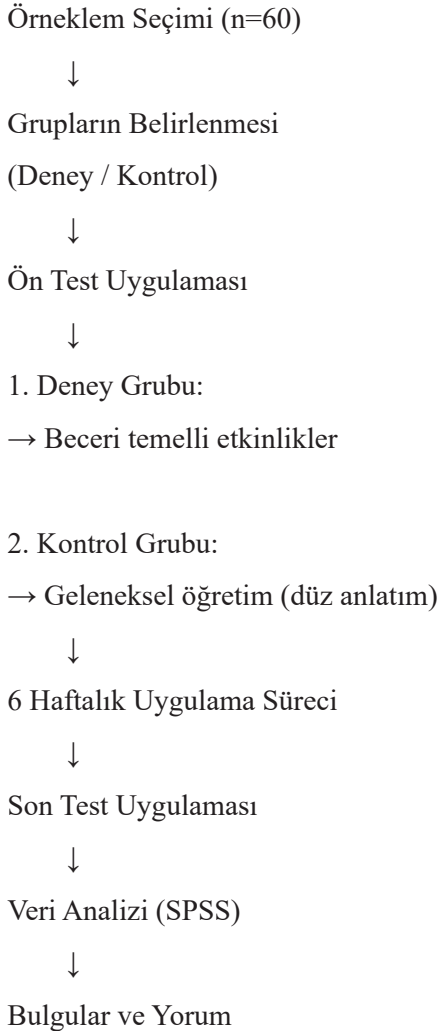 Örneklem Seçimi (n=60)
↓
Grupların Belirlenmesi
(Deney / Kontrol)
↓
Ön Test Uygulaması
↓
1. Deney Grubu:
→ Beceri temelli etkinlikler
2. Kontrol Grubu:
→ Geleneksel öğretim (düz anlatım)
↓
6 Haftalık Uygulama Süreci
↓
Son Test Uygulaması
↓
Veri Analizi (SPSS)
↓
Bulgular ve Yorum